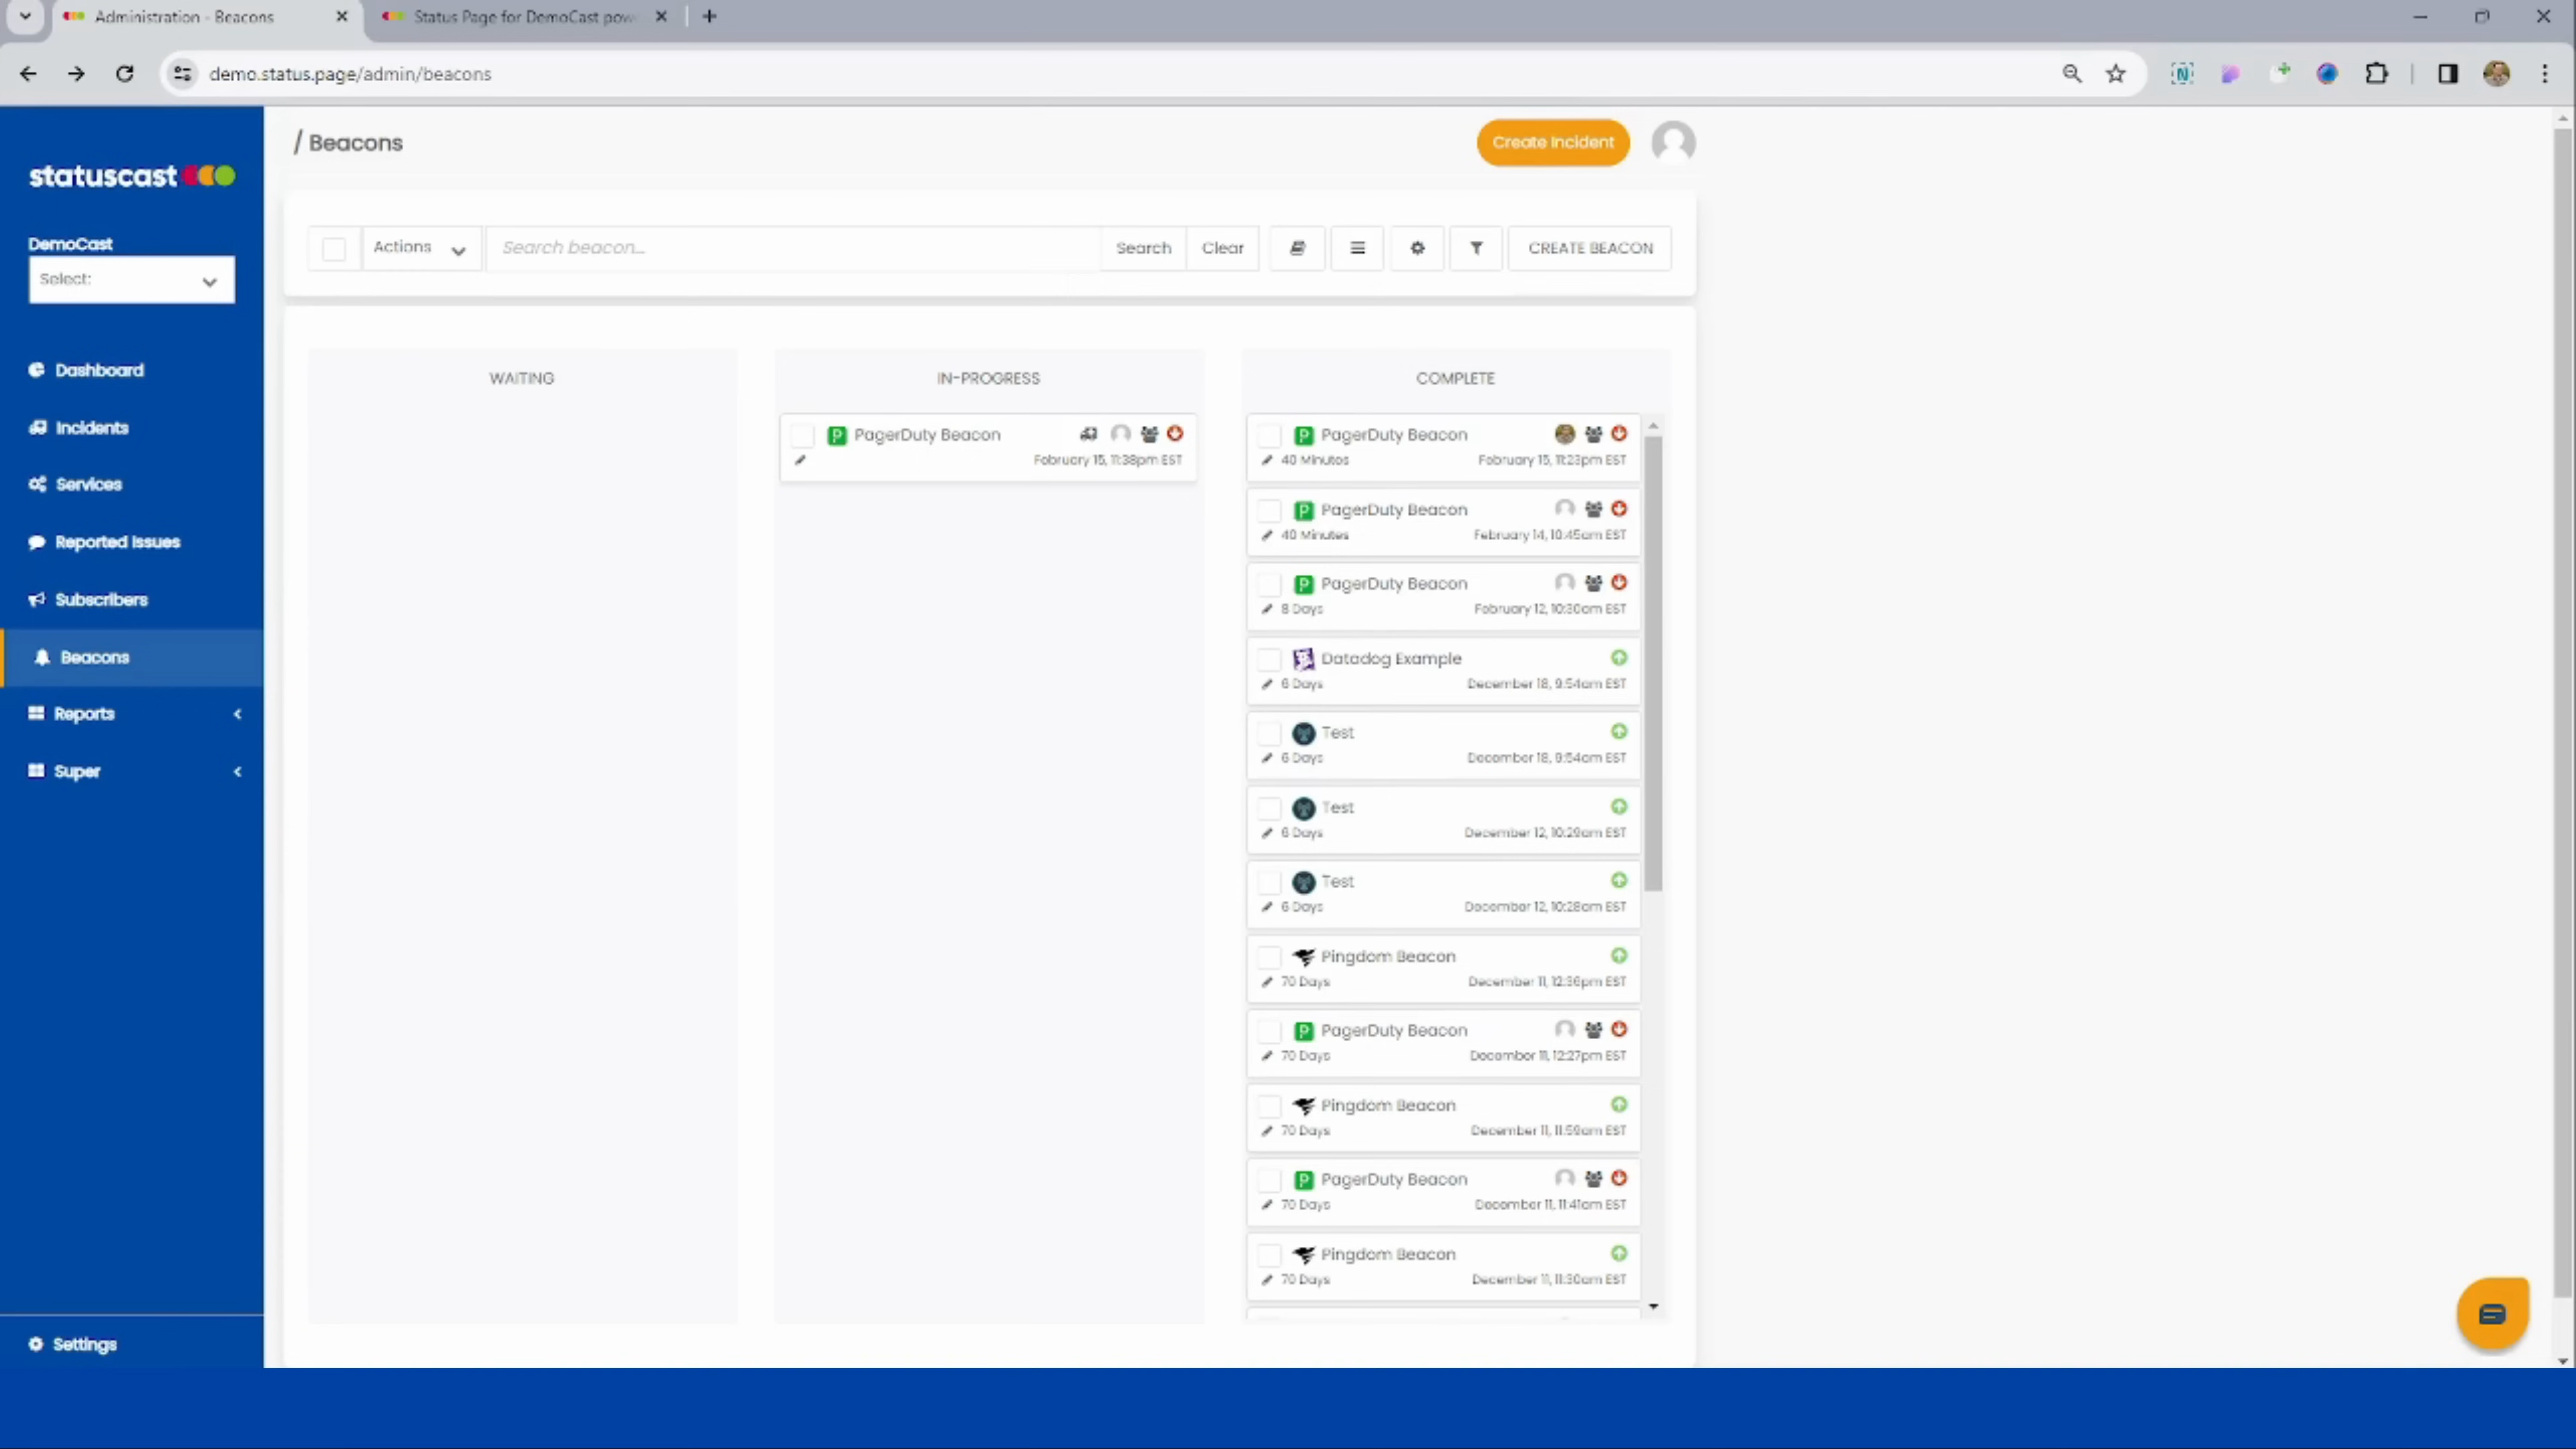 Administration - Beacons
Status Page for DemoCast pow
demo.status.page/admin/beacons
statuscast
DemoCast
Select:
Dashboard
Incidents
Services
Reported Issues
Subscribers
Beacons
Reports
Super
Settings
/ Beacons
Create Incident
Actions
Search beacon...
Search
Clear
CREATE BEACON
WAITING
IN-PROGRESS
PagerDuty Beacon
February 15, 11:38pm EST
COMPLETE
PagerDuty Beacon
40 Minutes February 15, 11:23pm EST
PagerDuty Beacon
40 Minutes February 14, 10:45am EST
PagerDuty Beacon
8 Days February 12, 10:30am EST
Datadog Example
6 Days December 18, 9:54am EST
Test
6 Days December 18, 9:54am EST
Test
6 Days December 12, 10:29am EST
Test
6 Days December 12, 10:28am EST
Pingdom Beacon
70 Days December 11, 12:36pm EST
PagerDuty Beacon
70 Days December 11, 12:27pm EST
Pingdom Beacon
70 Days December 11, 11:59am EST
PagerDuty Beacon
70 Days December 11, 11:41am EST
Pingdom Beacon
70 Days December 11, 11:30am EST